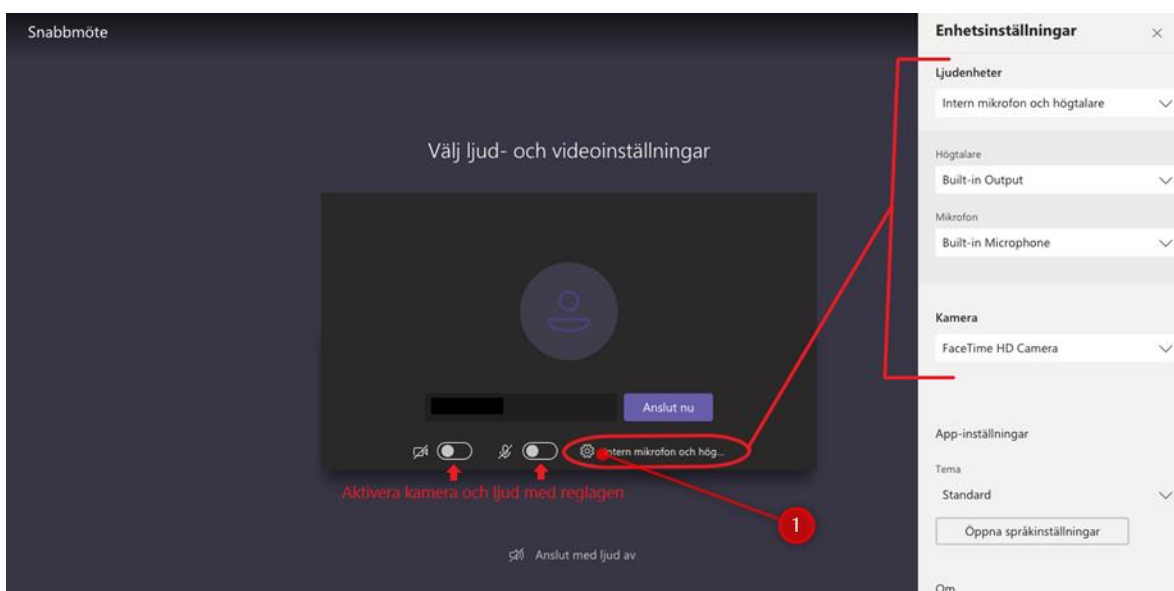 Snabbmöte
Välj ljud- och videoinställningar
Anslut nu
Intern mikrofon och hög...
Aktivera kamera och ljud med reglagen
1
Anslut med ljud av
Enhetsinställningar
Ljudenheter
Intern mikrofon och högtalare
Högtalare
Built-in Output
Mikrofon
Built-in Microphone
Kamera
FaceTime HD Camera
App-inställningar
Tema
Standard
Öppna språkinställningar
Om